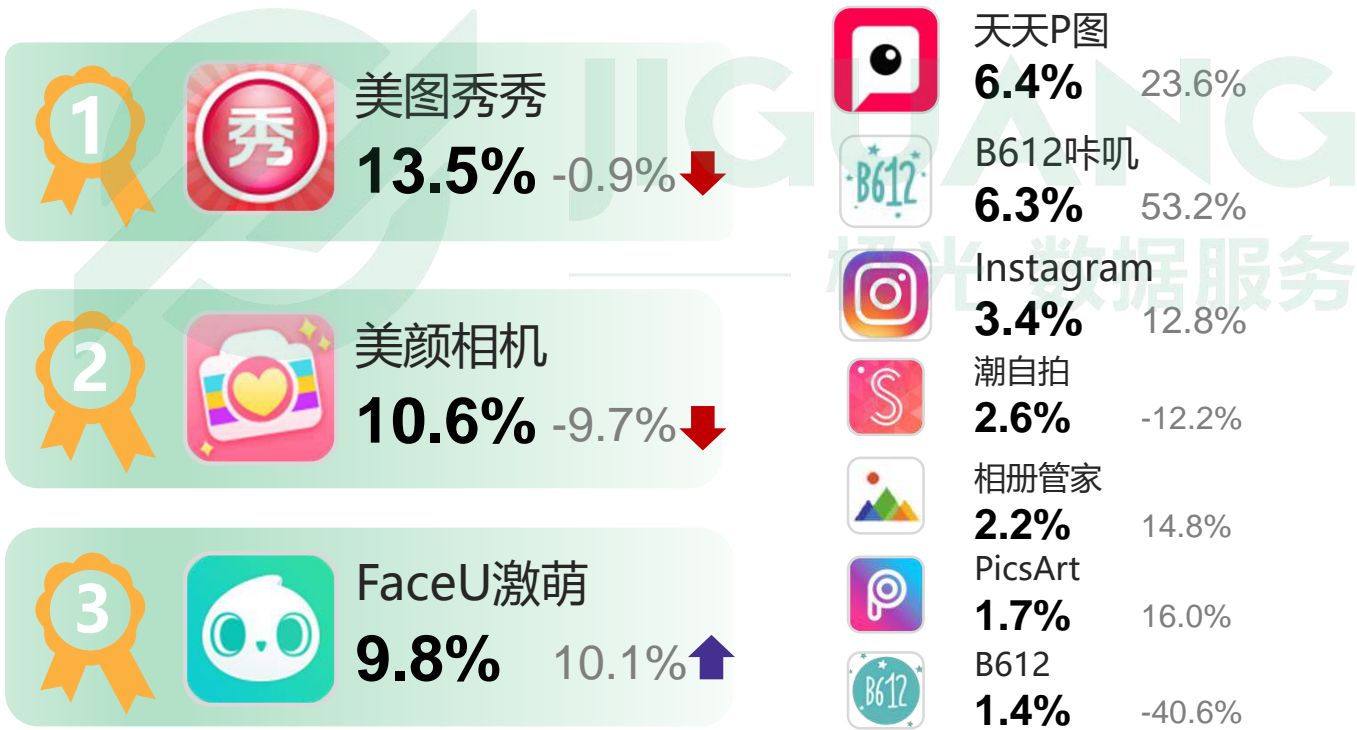 1
秀
美图秀秀
13.5% -0.9%
2
美颜相机
10.6% -9.7%
3
FaceU激萌
9.8% 10.1%
天天P图
6.4% 23.6%
B612
B612咔叽
6.3% 53.2%
Instagram
3.4% 12.8%
S
潮自拍
2.6% -12.2%
相册管家
2.2% 14.8%
PicsArt
1.7% 16.0%
B612
B612
1.4% -40.6%
JIGUANG
极光 数据服务